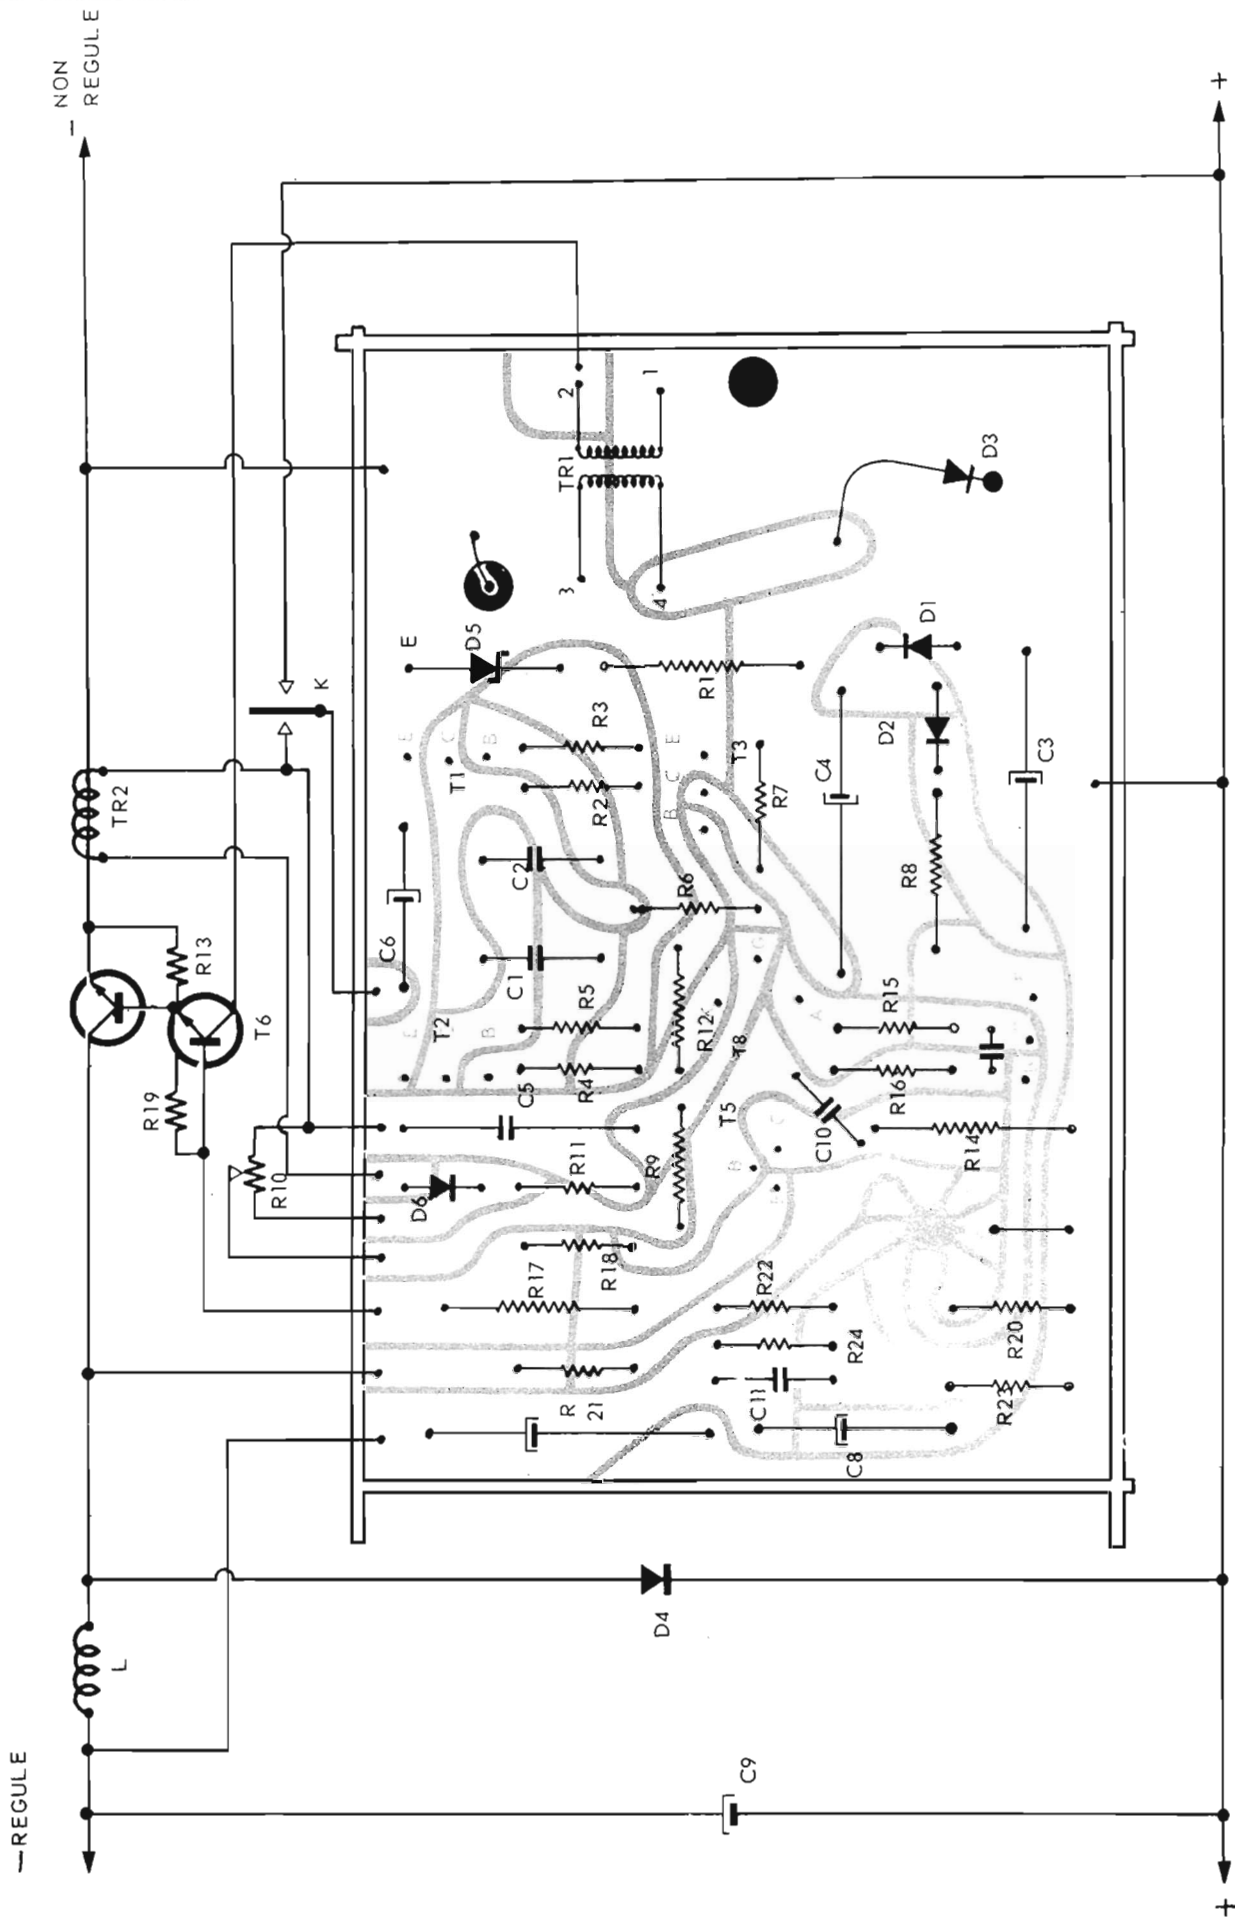 — REGULE
— NON
REGULE
L
TR2
R19
T6
R13
R10
K
C6
E
D5
D6
C5
T2
T1
E
C
B
E
B
R17
R11
R4
R5
C1
C2
R2
R3
3
TR1
2
4
1
R
21
R18
R9
R12
R6
R1
B
C
E
T5
T8
T3
R7
C11
R24
R22
C10
R16
R15
C4
G
A
B
C
C8
R23
R20
R14
R8
D2
D1
D3
C3
D4
C9
+
+